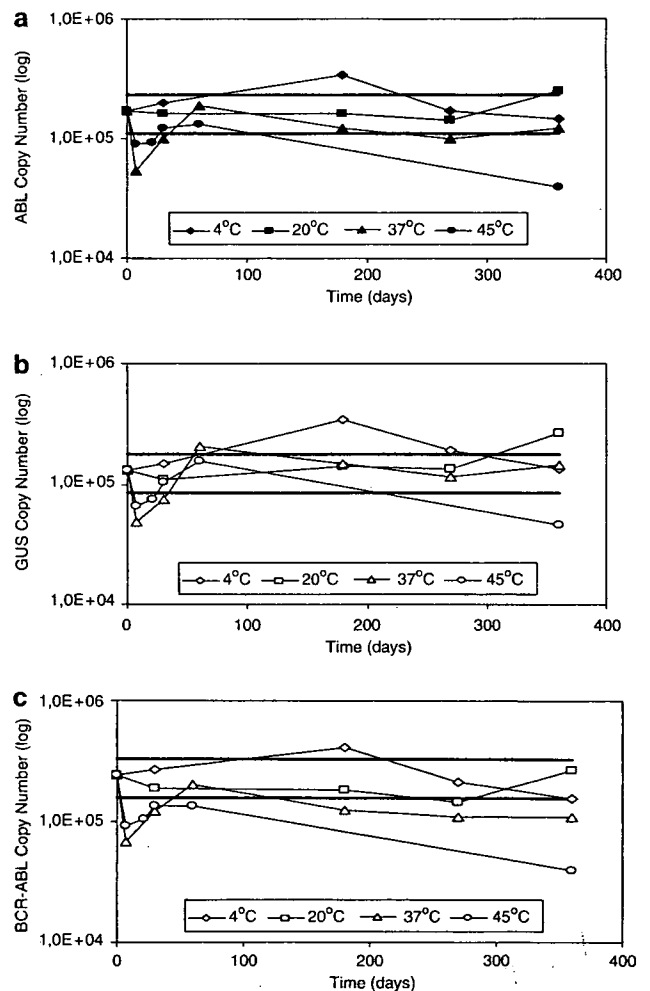 a
ABL Copy Number (log)
1,0E+06
1,0E+05
1,0E+04
4°C 20°C 37°C 45°C
0 100 200 300 400
Time (days)
b
GUS Copy Number (log)
1,0E+06
1,0E+05
1,0E+04
4°C 20°C 37°C 45°C
0 100 200 300 400
Time (days)
c
BCR-ABL Copy Number (log)
1,0E+06
1,0E+05
1,0E+04
4°C 20°C 37°C 45°C
0 100 200 300 400
Time (days)